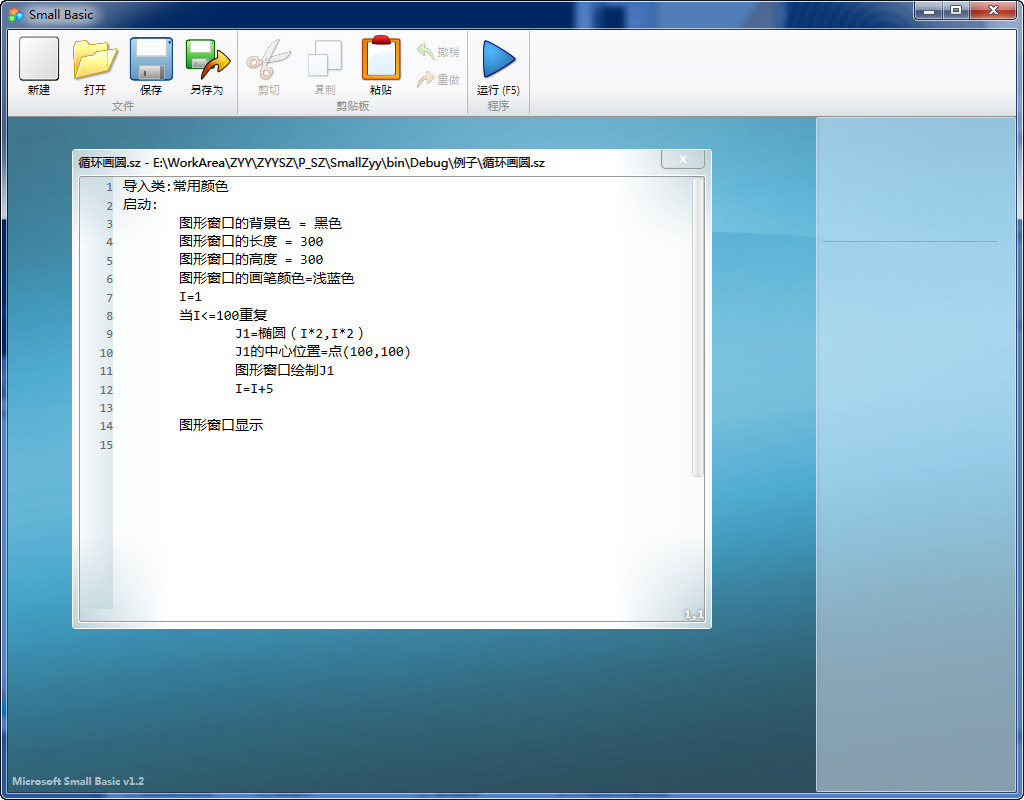 Small Basic
新建
打开
保存
另存为
剪切
复制
粘贴
撤销
重做
运行 (F5)
文件
剪贴板
程序
循环画圆.sz - E:\WorkArea\ZYY\ZYYSZ\P_SZ\SmallZyy\bin\Debug\例子\循环画圆.sz
1 导入类:常用颜色
2 启动:
3 图形窗口的背景色 = 黑色
4 图形窗口的长度 = 300
5 图形窗口的高度 = 300
6 图形窗口的画笔颜色=浅蓝色
7 I=1
8 当I<=100重复
9 J1=椭圆（I*2,I*2）
10 J1的中心位置=点(100,100)
11 图形窗口绘制J1
12 I=I+5
13
14 图形窗口显示
15
1,1
Microsoft Small Basic v1.2